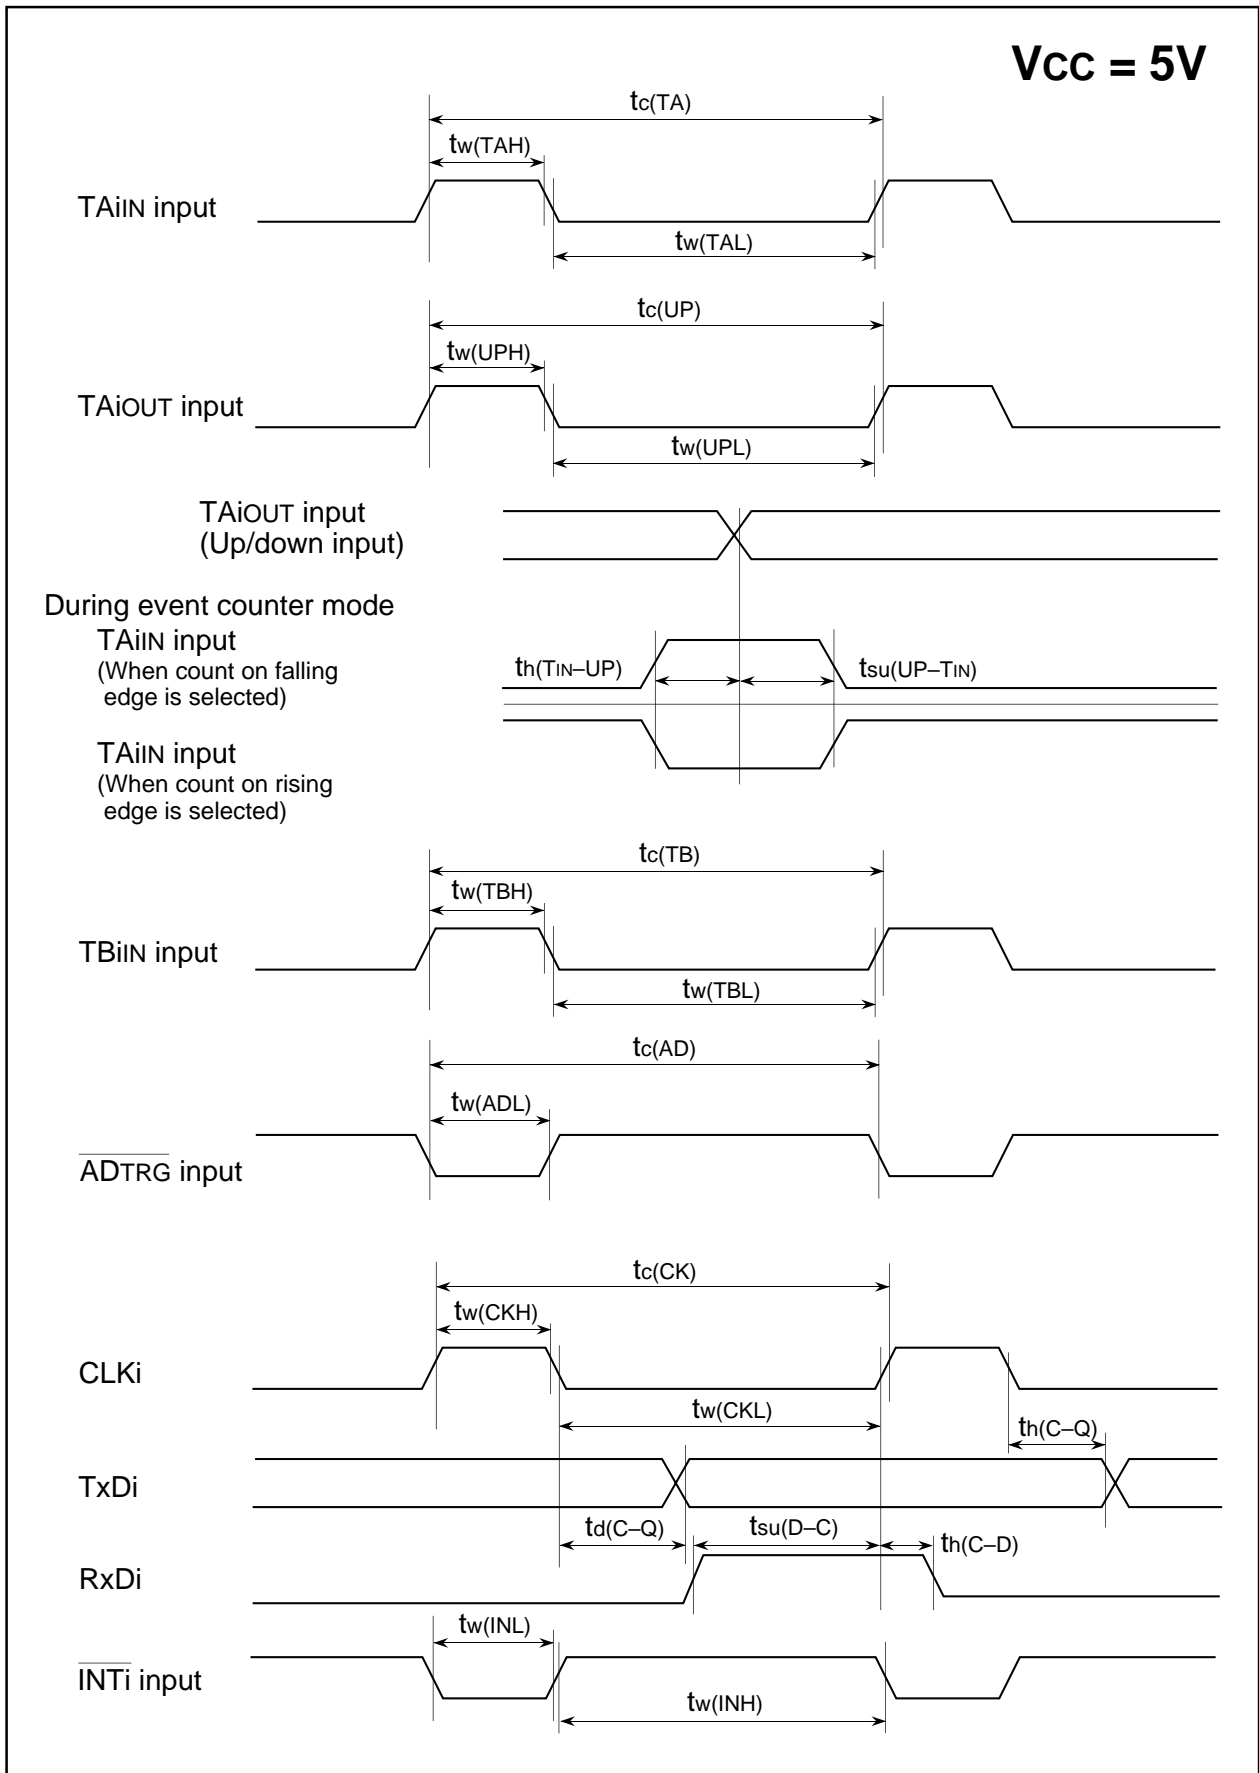 VCC = 5V
tc(TA)
tw(TAH)
TAiIN input
tw(TAL)
tc(UP)
tw(UPH)
TAiOUT input
tw(UPL)
TAiOUT input
(Up/down input)
During event counter mode
TAiIN input
(When count on falling
edge is selected)
th(TIN–UP)
tsu(UP–TIN)
TAiIN input
(When count on rising
edge is selected)
tc(TB)
tw(TBH)
TBiIN input
tw(TBL)
tc(AD)
tw(ADL)
ADTRG input
tc(CK)
tw(CKH)
CLKi
tw(CKL)
th(C–Q)
TxDi
td(C–Q)
tsu(D–C)
th(C–D)
RxDi
tw(INL)
INTi input
tw(INH)